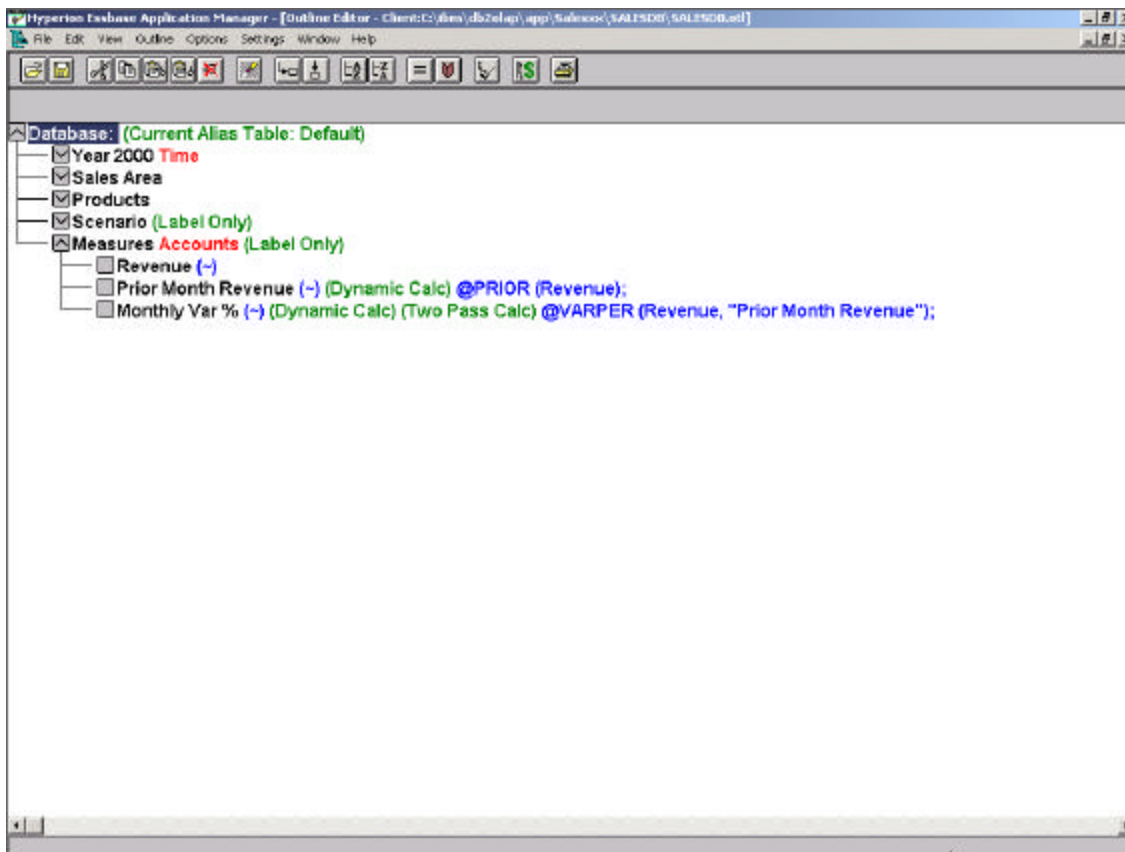 Hyperion Essbase Application Manager - [Outline Editor - Client:C:\ibm\db2olap\app\Salesxxx\SALESDB\SALESDB.otl]
File Edit View Outline Options Settings Window Help
Database: (Current Alias Table: Default)
Year 2000 Time
Sales Area
Products
Scenario (Label Only)
Measures Accounts (Label Only)
Revenue (~)
Prior Month Revenue (~) (Dynamic Calc) @PRIOR (Revenue);
Monthly Var % (~) (Dynamic Calc) (Two Pass Calc) @VARPER (Revenue, "Prior Month Revenue");